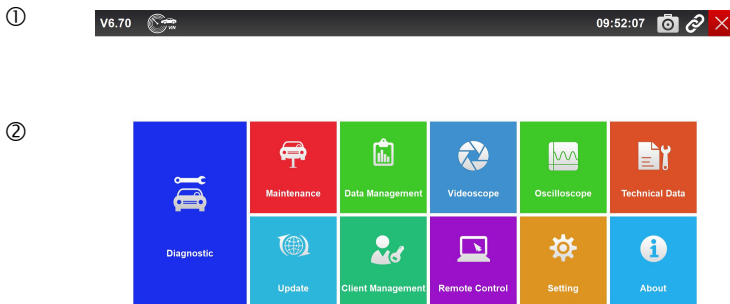 ①
V6.70 VIN 09:52:07
②
Maintenance Data Management Videoscope Oscilloscope Technical Data
Diagnostic
Update Client Management Remote Control Setting About